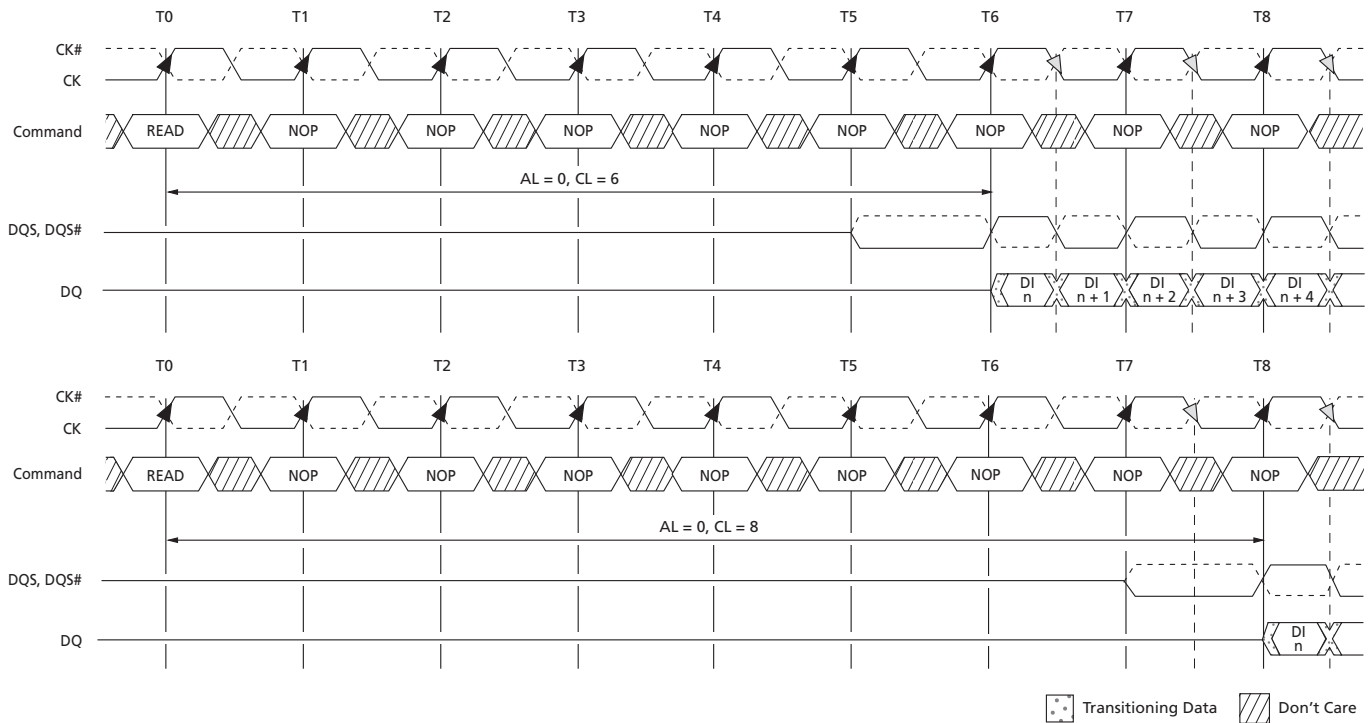 T0 T1 T2 T3 T4 T5 T6 T7 T8
CK#
CK
Command READ NOP NOP NOP NOP NOP NOP NOP NOP
AL = 0, CL = 6
DQS, DQS#
DQ DI n DI n + 1 DI n + 2 DI n + 3 DI n + 4
T0 T1 T2 T3 T4 T5 T6 T7 T8
CK#
CK
Command READ NOP NOP NOP NOP NOP NOP NOP NOP
AL = 0, CL = 8
DQS, DQS#
DQ DI n
Transitioning Data Don't Care